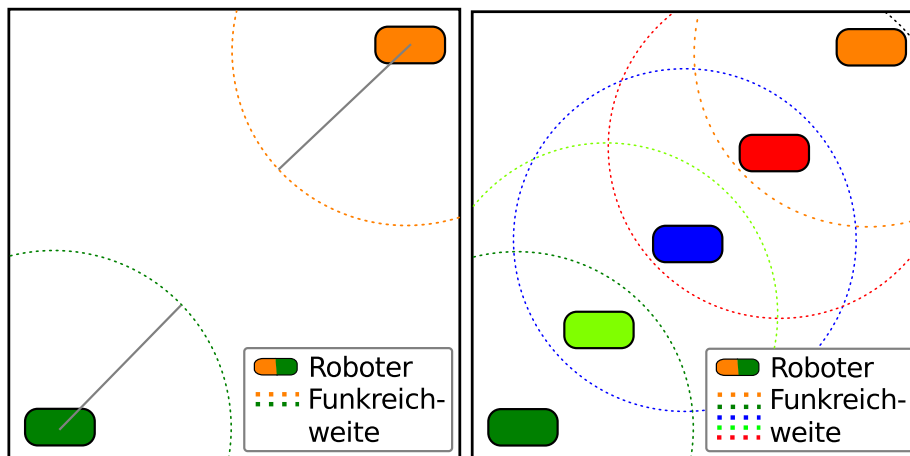 Roboter
Funkreich-
weite
Roboter
Funkreich-
weite